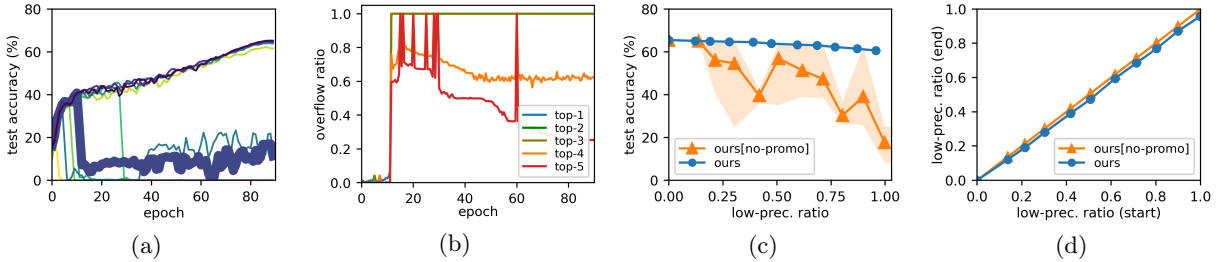 80
60
40
20
0
test accuracy (%)
0 20 40 60 80
epoch
(a)
1.0
0.8
0.6
0.4
0.2
0.0
overflow ratio
top-1
top-2
top-3
top-4
top-5
0 20 40 60 80
epoch
(b)
80
60
40
20
0
test accuracy (%)
ours[no-promo]
ours
0.00 0.25 0.50 0.75 1.00
low-prec. ratio
(c)
1.0
0.8
0.6
0.4
0.2
0.0
low-prec. ratio (end)
ours[no-promo]
ours
0.0 0.2 0.4 0.6 0.8 1.0
low-prec. ratio (start)
(d)